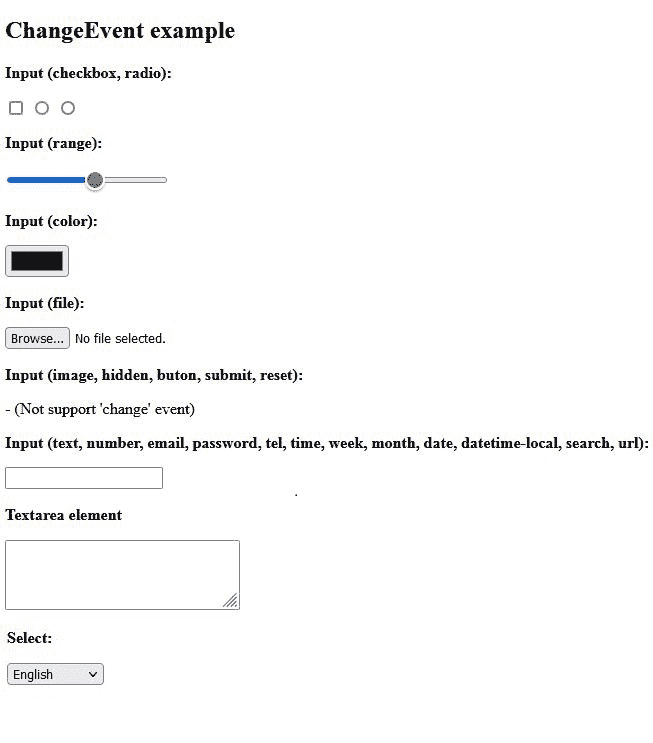 ChangeEvent example
Input (checkbox, radio):
Input (range):
Input (color):
Input (file):
Browse... No file selected.
Input (image, hidden, buton, submit, reset):
- (Not support 'change' event)
Input (text, number, email, password, tel, time, week, month, date, datetime-local, search, url):
Textarea element
Select:
English